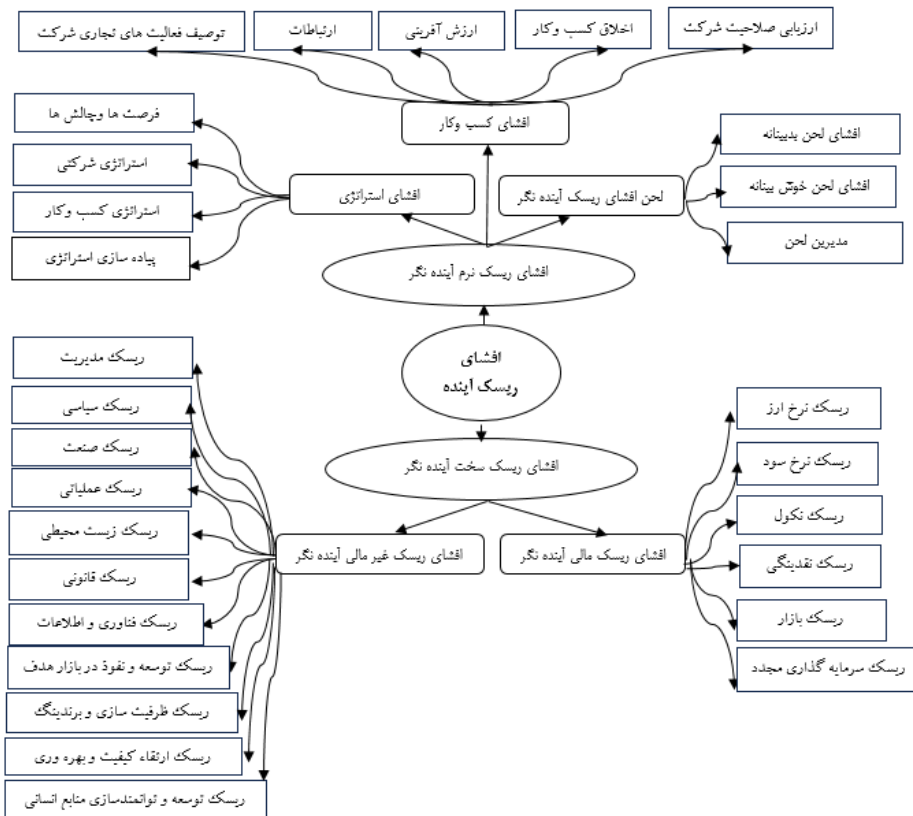 ارزیابی صلاحیت شرکت
اخلاق کسب وکار
ارزش آفرینی
ارتباطات
توصیف فعالیت های تجاری شرکت
افشای کسب وکار
افشای لحن بدبینانه
افشای لحن خوش بینانه
مدیرین لحن
لحن افشای ریسک آینده نگر
افشای استراتژی
فرصت ها وچالش ها
استراتژی شرکتی
استراتژی کسب وکار
پیاده سازی استراتژی
افشای ریسک نرم آینده نگر
افشای
ریسک آینده
افشای ریسک سخت آینده نگر
افشای ریسک مالی آینده نگر
افشای ریسک غیر مالی آینده نگر
ریسک نرخ ارز
ریسک نرخ سود
ریسک نکول
ریسک نقدینگی
ریسک بازار
ریسک سرمایه گذاری مجدد
ریسک مدیریت
ریسک سیاسی
ریسک صنعت
ریسک عملیاتی
ریسک زیست محیطی
ریسک قانونی
ریسک فناوری و اطلاعات
ریسک توسعه و نفوذ در بازار هدف
ریسک ظرفیت سازی و برندینگ
ریسک ارتقاء کیفیت و بهره وری
ریسک توسعه و توانمندسازی منابع انسانی